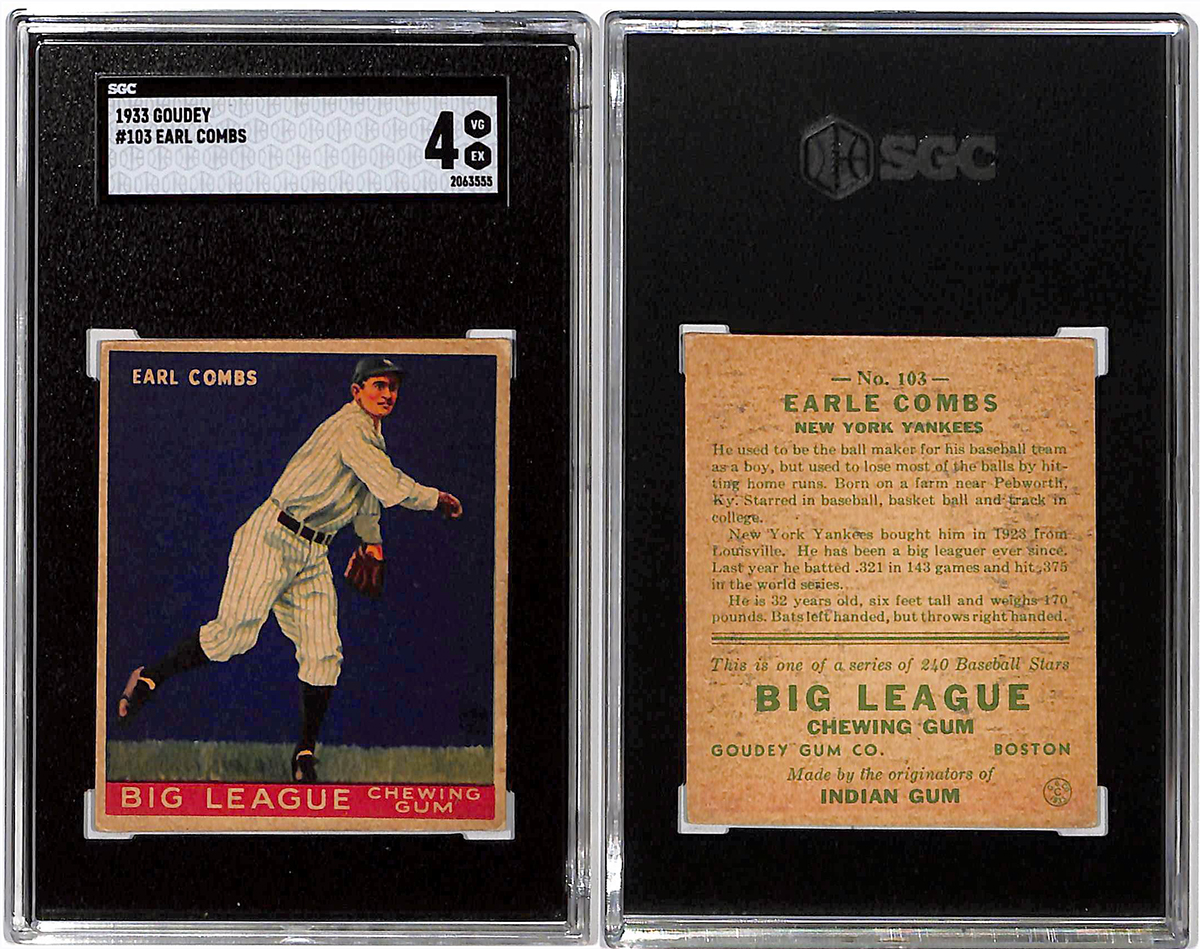 SGC
1933 GOUDEY
#103 EARL COMBS
4
VG
EX
2063555
EARL COMBS
BIG LEAGUE CHEWING GUM
SGC
— No. 103 —
EARLE COMBS
NEW YORK YANKEES
He used to be the ball maker for his baseball team
as a boy, but used to lose most of the balls by hit-
ting home runs. Born on a farm near Pebworth,
Ky. Starred in baseball, basket ball and track in
college.
New York Yankees bought him in 1923 from
Louisville. He has been a big leaguer ever since.
Last year he batted .321 in 143 games and hit .375
in the world series.
He is 32 years old, six feet tall and weighs 170
pounds. Bats left handed, but throws right handed.
This is one of a series of 240 Baseball Stars
BIG LEAGUE
CHEWING GUM
GOUDEY GUM CO. BOSTON
Made by the originators of
INDIAN GUM